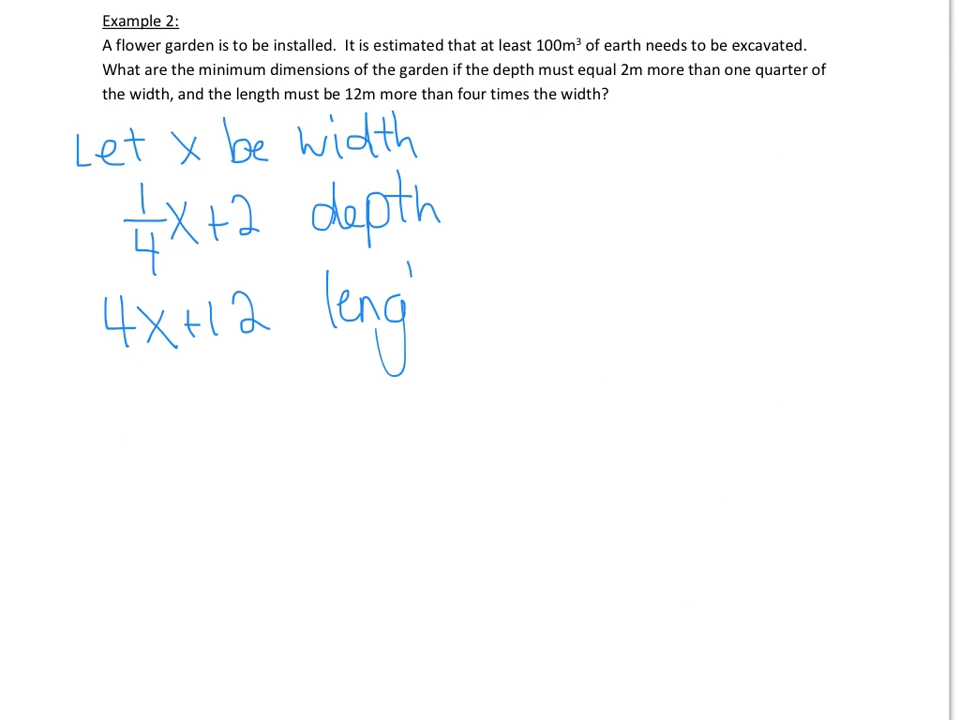 Example 2:
A flower garden is to be installed. It is estimated that at least 100m³ of earth needs to be excavated.
What are the minimum dimensions of the garden if the depth must equal 2m more than one quarter of
the width, and the length must be 12m more than four times the width?
Let x be width
1/4 x + 2 depth
4x + 12 leng